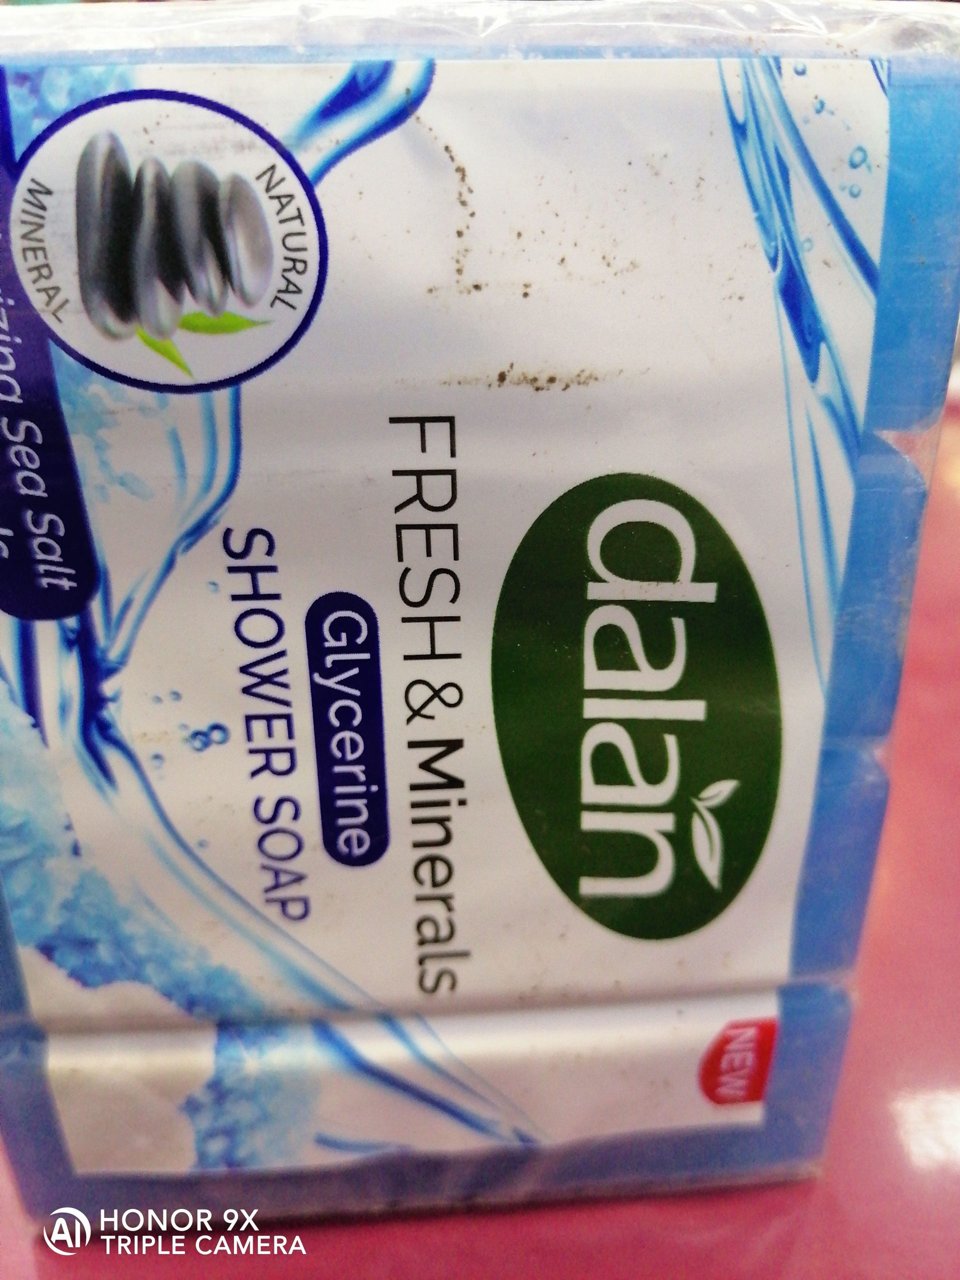 dalan
FRESH & Minerals
Glycerine
SHOWER SOAP
NEW
NATURAL
MINERAL
Sea Salt
HONOR 9X
TRIPLE CAMERA